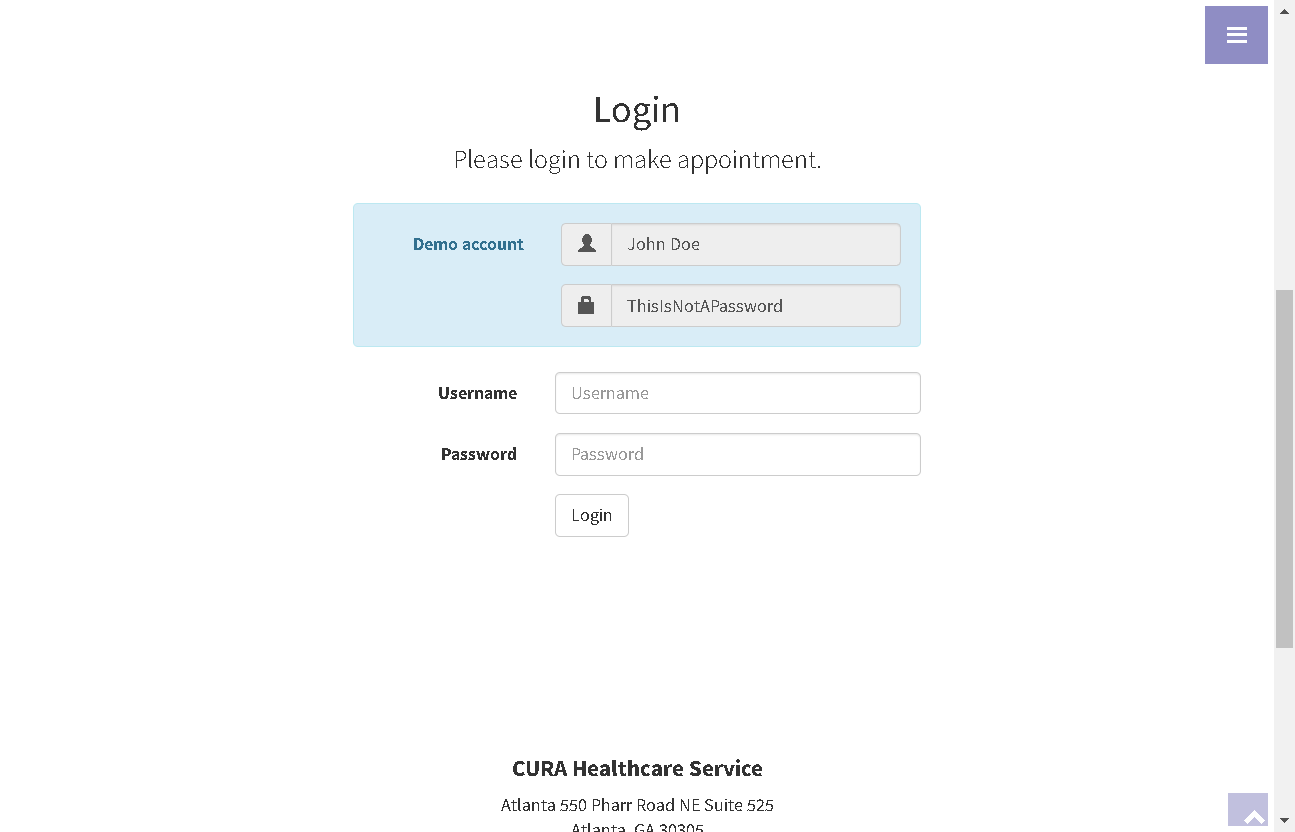 Login
Please login to make appointment.
Demo account
John Doe
ThisIsNotAPassword
Username
Username
Password
Password
Login
CURA Healthcare Service
Atlanta 550 Pharr Road NE Suite 525
Atlanta, GA 30305